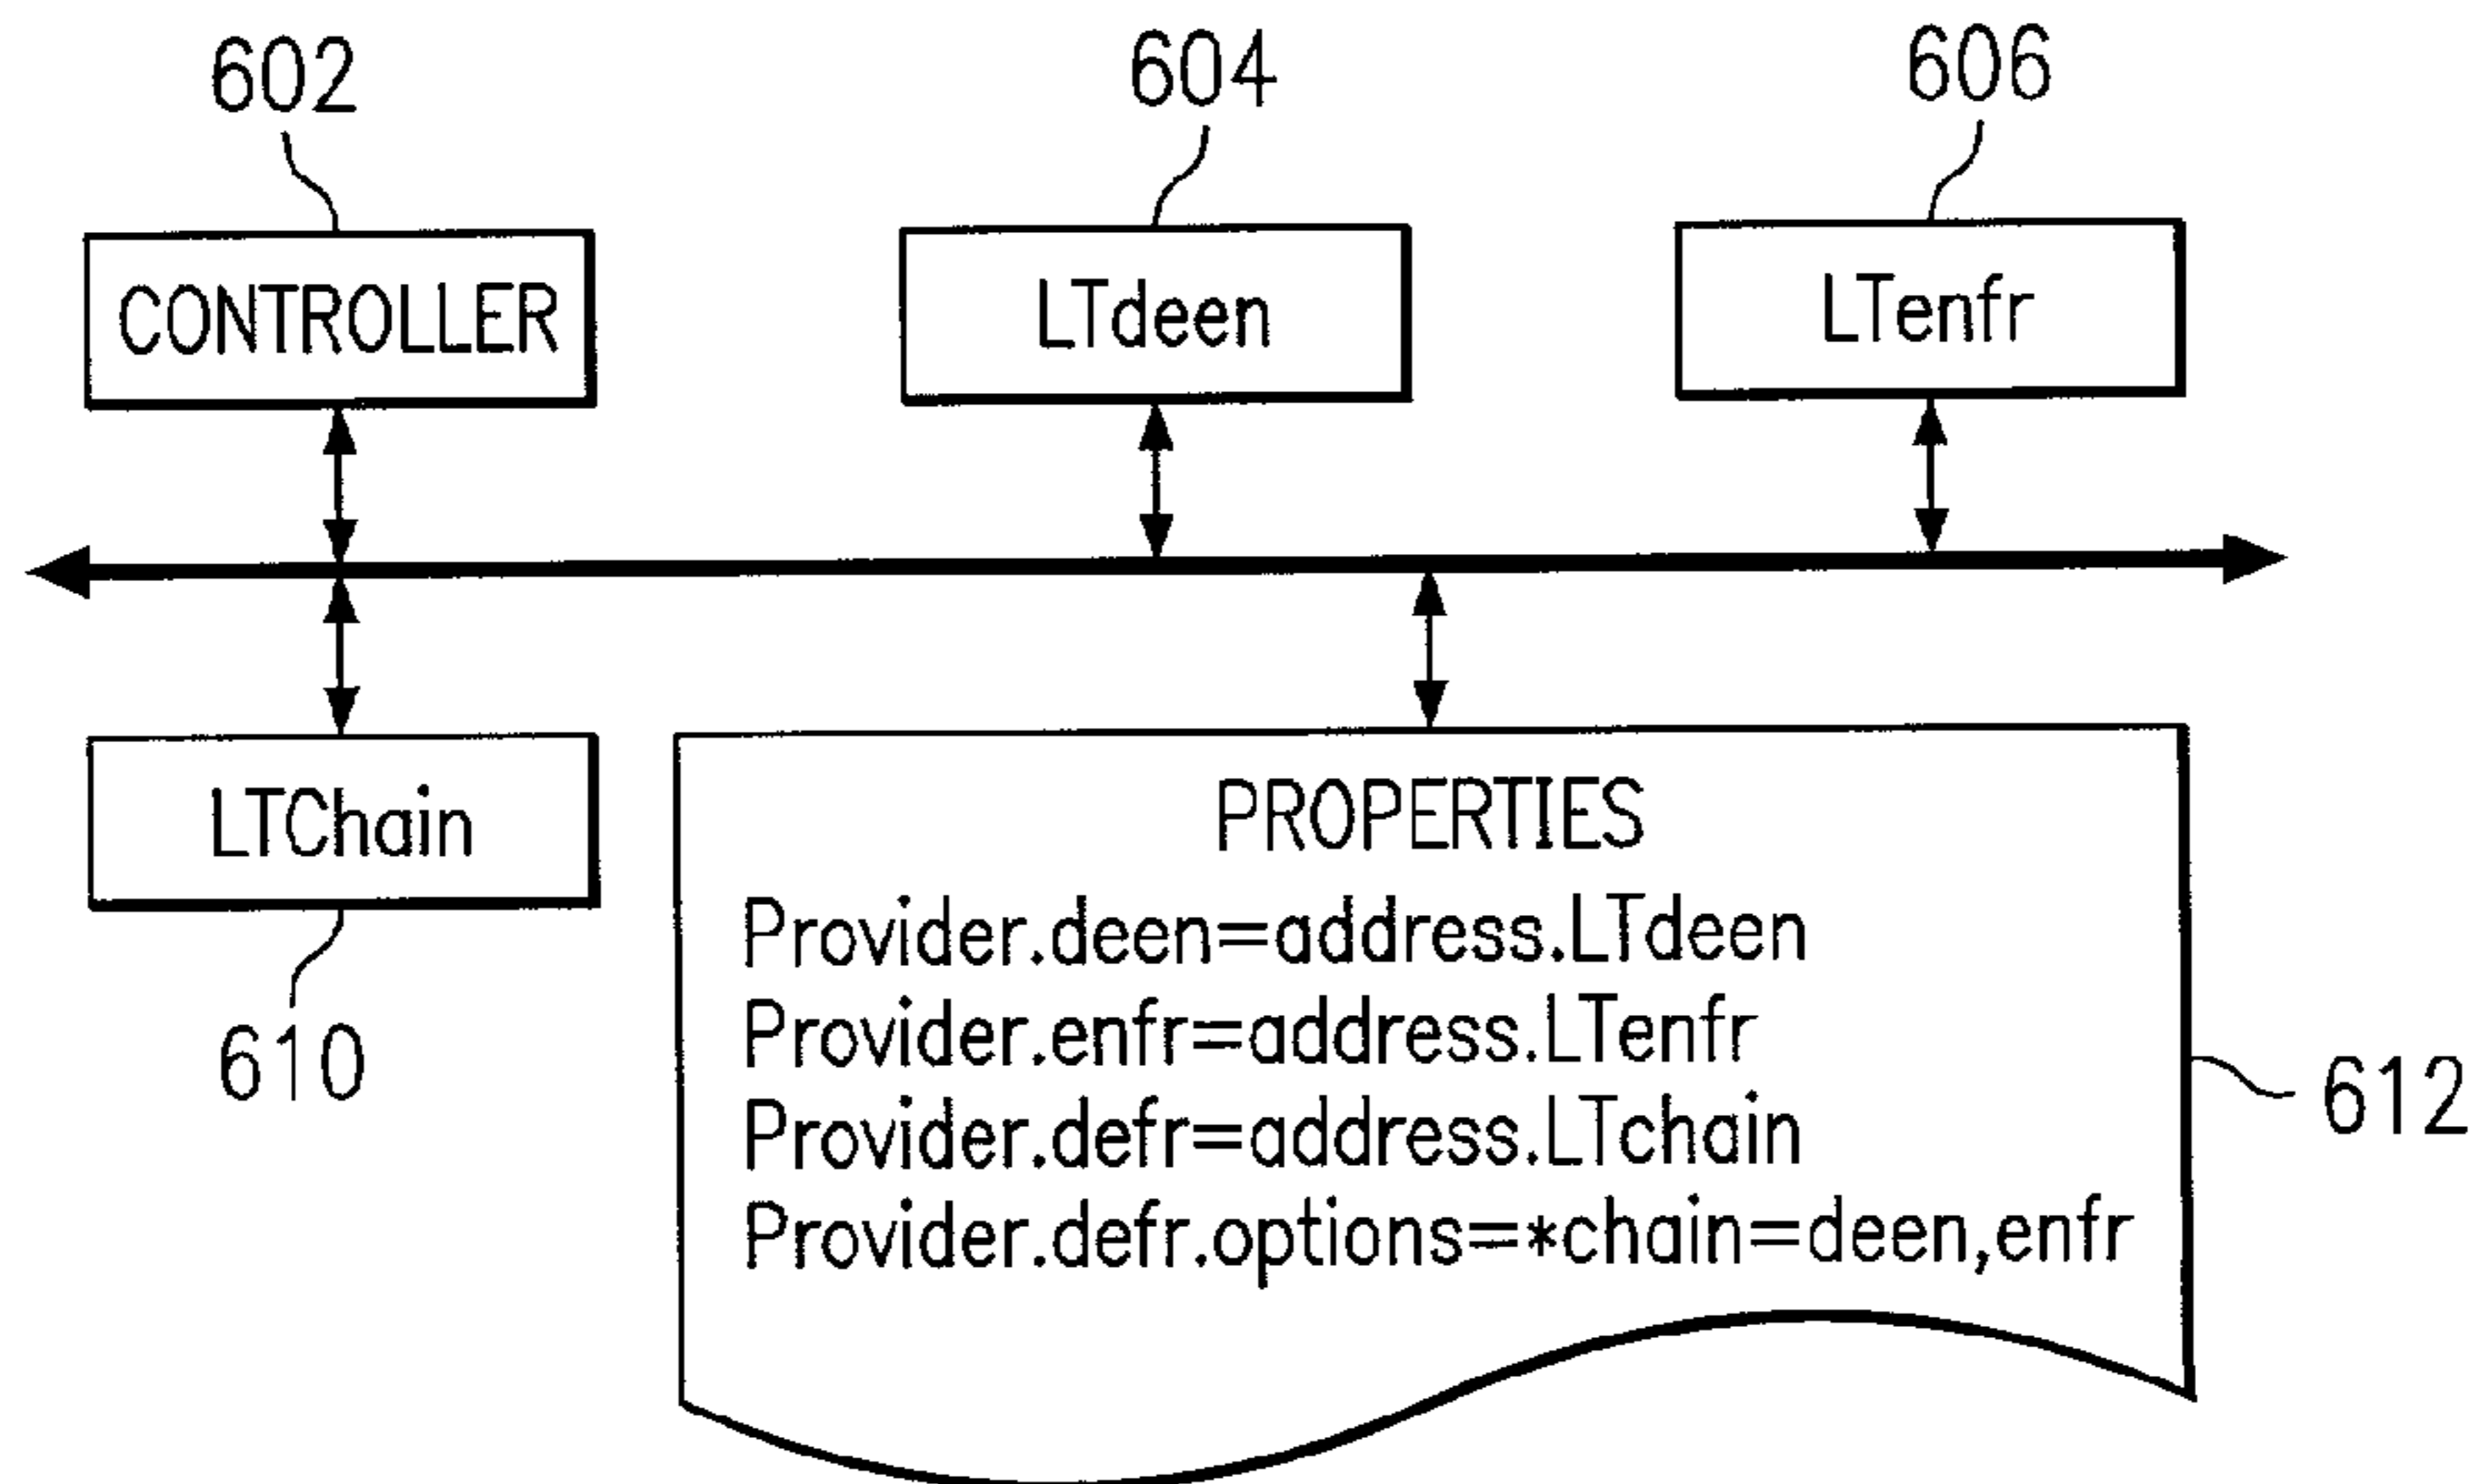 602
604
606
CONTROLLER
LTdeen
LTenfr
LTChain
610
PROPERTIES
Provider.deen=address.LTdeen
Provider.enfr=address.LTenfr
Provider.defr=address.LTchain
Provider.defr.options=*chain=deen,enfr
612